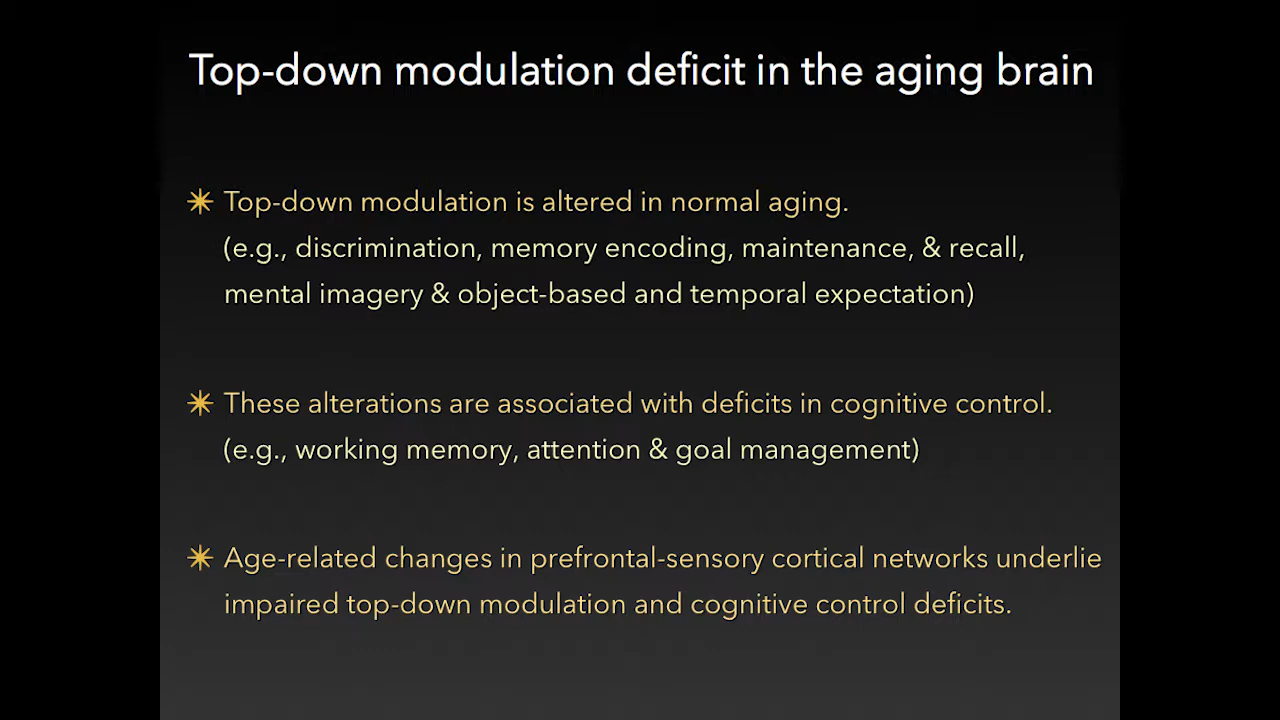 Top-down modulation deficit in the aging brain
Top-down modulation is altered in normal aging.
(e.g., discrimination, memory encoding, maintenance, & recall,
mental imagery & object-based and temporal expectation)
These alterations are associated with deficits in cognitive control.
(e.g., working memory, attention & goal management)
Age-related changes in prefrontal-sensory cortical networks underlie
impaired top-down modulation and cognitive control deficits.